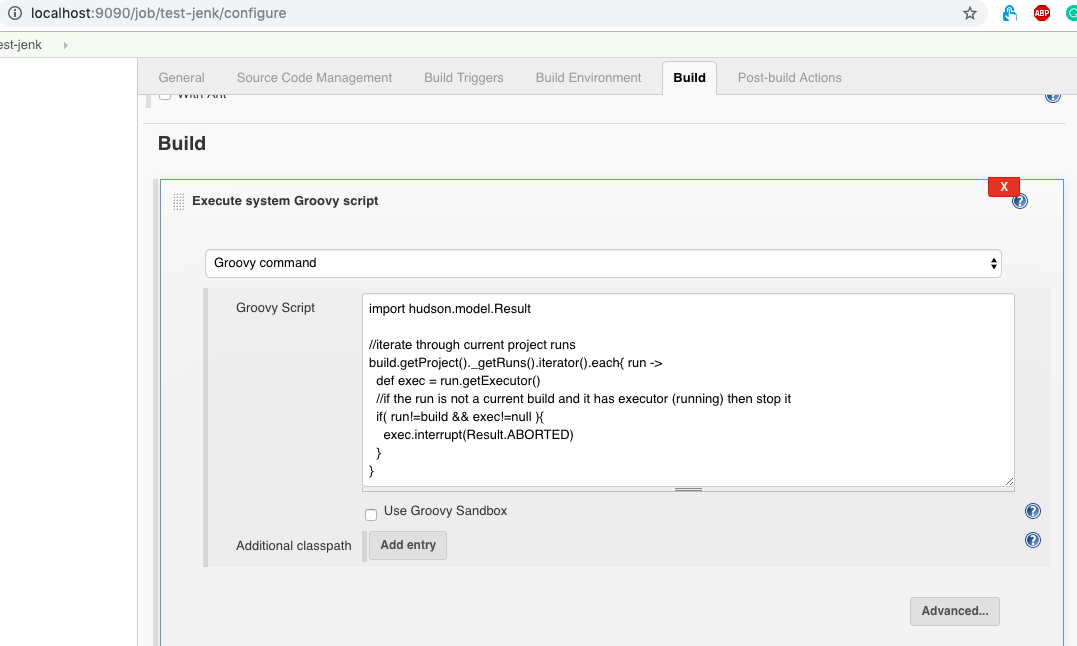 localhost:9090/job/test-jenk/configure
ABP
est-jenk
General Source Code Management Build Triggers Build Environment Build Post-build Actions
With Ant
?
Build
X
Execute system Groovy script
?
Groovy command
Groovy Script
import hudson.model.Result
//iterate through current project runs
build.getProject()._getRuns().iterator().each{ run ->
def exec = run.getExecutor()
//if the run is not a current build and it has executor (running) then stop it
if( run!=build && exec!=null ){
exec.interrupt(Result.ABORTED)
}
}
Use Groovy Sandbox
?
Additional classpath Add entry
?
Advanced...